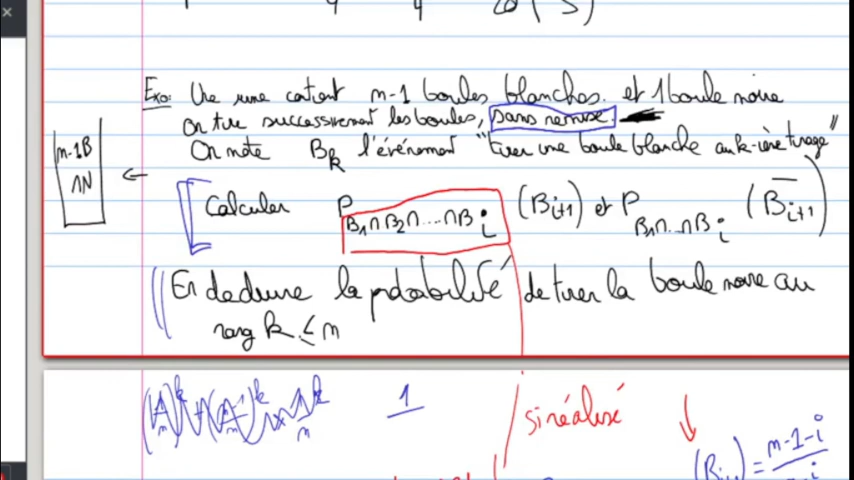 Exo: Une urne contient n-1 boules blanches et 1 boule noire
on tire successivement les boules, sans remise.
On note B_k l'événement "tirer une boule blanche au k-ième tirage"
n-1B
1N
Calculer P_{B_1∩B_2∩...∩B_i} (B_{i+1}) et P_{B_1∩...∩B_i} (\overline{B_{i+1}})
En déduire la probabilité de tirer la boule noire au
rang k ≤ n
1
si réalisé
= n-1-i